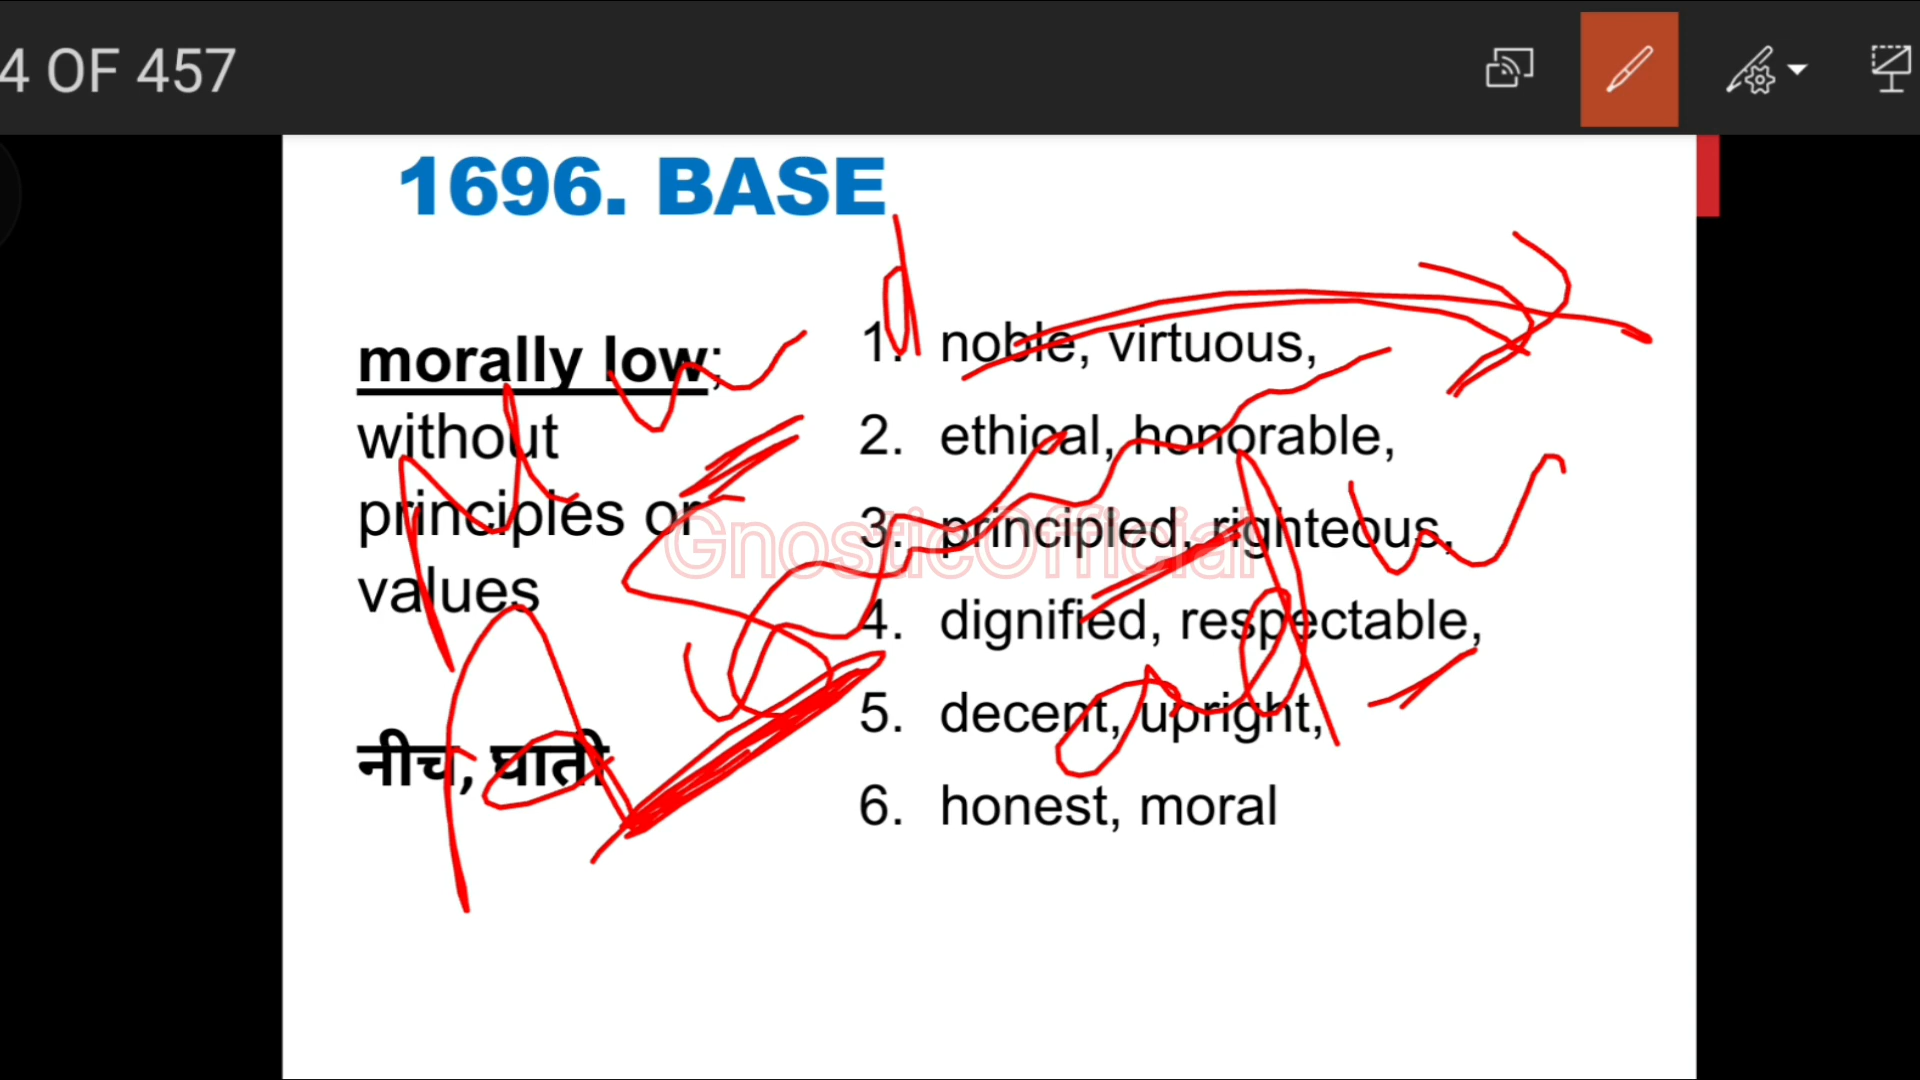 4 OF 457
1696. BASE
morally low;
without
principles or
values
नीच, घाती
1. noble, virtuous,
2. ethical, honorable,
3. principled, righteous,
4. dignified, respectable,
5. decent, upright,
6. honest, moral
GnosticOfficial